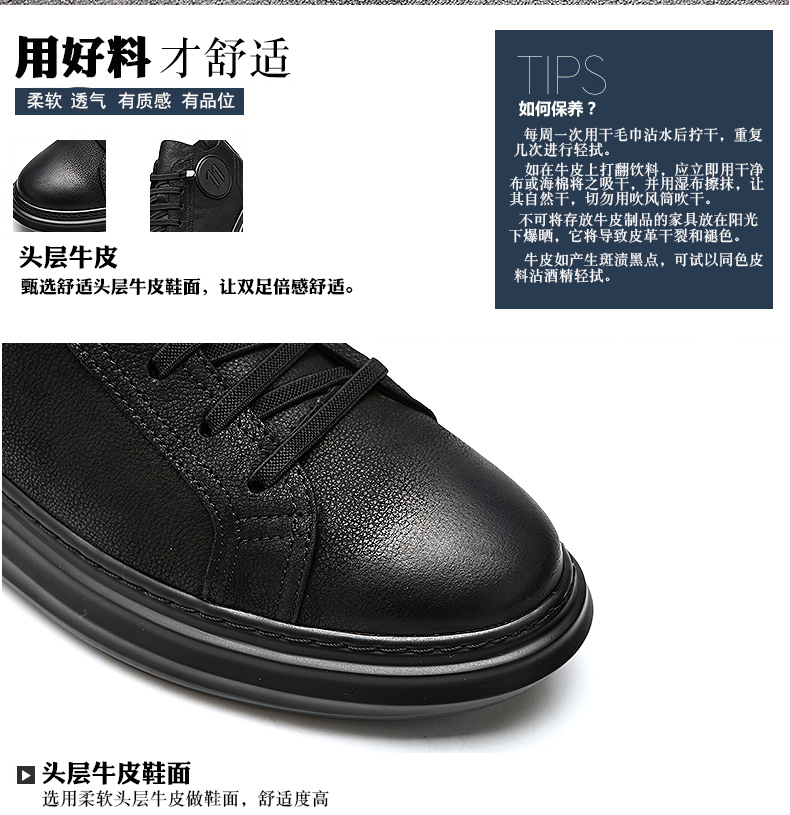 用好料 才舒适
柔软 透气 有质感 有品位
头层牛皮
甄选舒适头层牛皮鞋面，让双足倍感舒适。
TIPS
如何保养？
每周一次用干毛巾沾水后拧干，重复
几次进行轻拭。
如在牛皮上打翻饮料，应立即用干净
布或海棉将之吸干，并用湿布擦抹，让
其自然干，切勿用吹风筒吹干。
不可将存放牛皮制品的家具放在阳光
下爆晒，它将导致皮革干裂和褪色。
牛皮如产生斑渍黑点，可试以同色皮
料沾酒精轻拭。
头层牛皮鞋面
选用柔软头层牛皮做鞋面，舒适度高